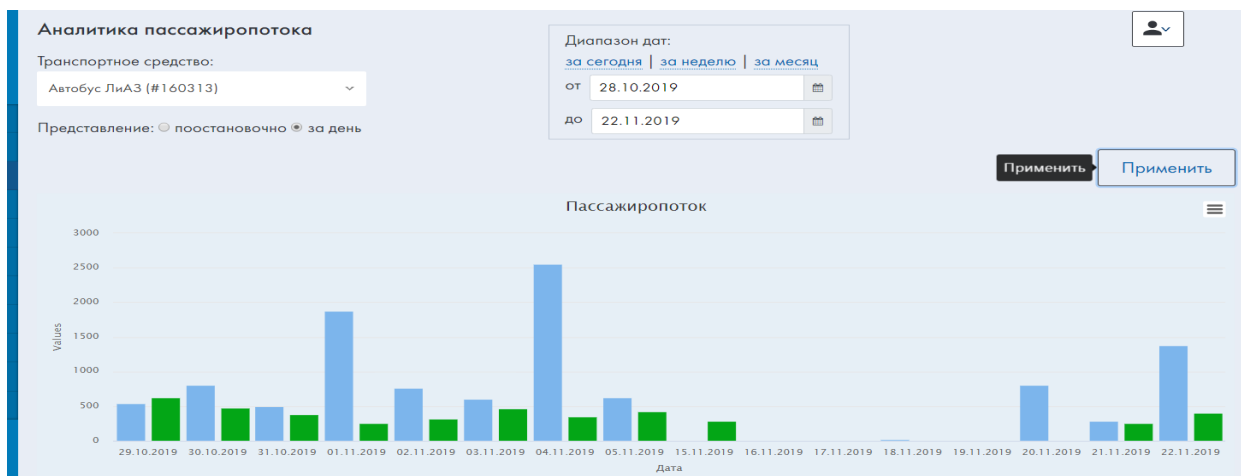 Аналитика пассажиропотока
Транспортное средство:
Автобус ЛиАЗ (#160313)
Представление: поостановочно за день
Диапазон дат:
за сегодня | за неделю | за месяц
от 28.10.2019
до 22.11.2019
Применить Применить
Пассажиропоток
3000
2500
2000
1500
1000
500
0
Values
29.10.2019 30.10.2019 31.10.2019 01.11.2019 02.11.2019 03.11.2019 04.11.2019 05.11.2019 15.11.2019 16.11.2019 17.11.2019 18.11.2019 19.11.2019 20.11.2019 21.11.2019 22.11.2019
Дата